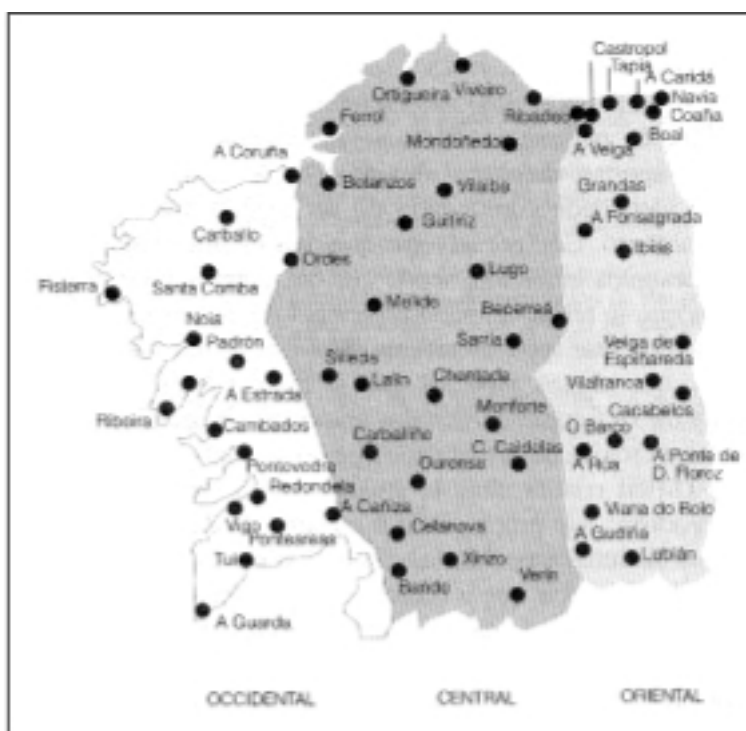 Castropol
Tapia
A Caridá
Ortigueira
Viveiro
Navia
Ferrol
Ribadeo
Coaña
Mondoñedo
A Veiga
Boal
A Coruña
Betanzos
Vilalba
Grandas
Carballo
Guitiriz
A Fonsagrada
Ibias
Ordes
Lugo
Fisterra
Santa Comba
Melide
Becerreá
Noia
Sarria
Veiga de
Espiñareda
Padrón
Silleda
Lalín
Chantada
Vilafranca
A Estrada
Cacabelos
Ribeira
Monforte
Cambados
O Barco
Carballiño
C. Caldelas
A Rúa
A Ponte de
D. Florez
Pontevedra
Ourense
Redondela
A Cañiza
Viana do Bolo
Vigo
Ponteareas
Celanova
A Gudiña
Tui
Xinzo
Lubián
Bande
Verín
A Guarda
OCCIDENTAL CENTRAL ORIENTAL